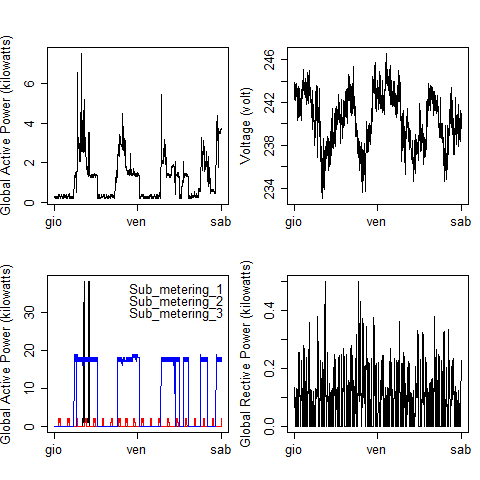 Global Active Power (kilowatts)
0 2 4 6
gio ven sab
Voltage (volt)
234 238 242 246
gio ven sab
Global Active Power (kilowatts)
0 10 20 30
Sub_metering_1
Sub_metering_2
Sub_metering_3
gio ven sab
Global Rective Power (kilowatts)
0.0 0.2 0.4
gio ven sab